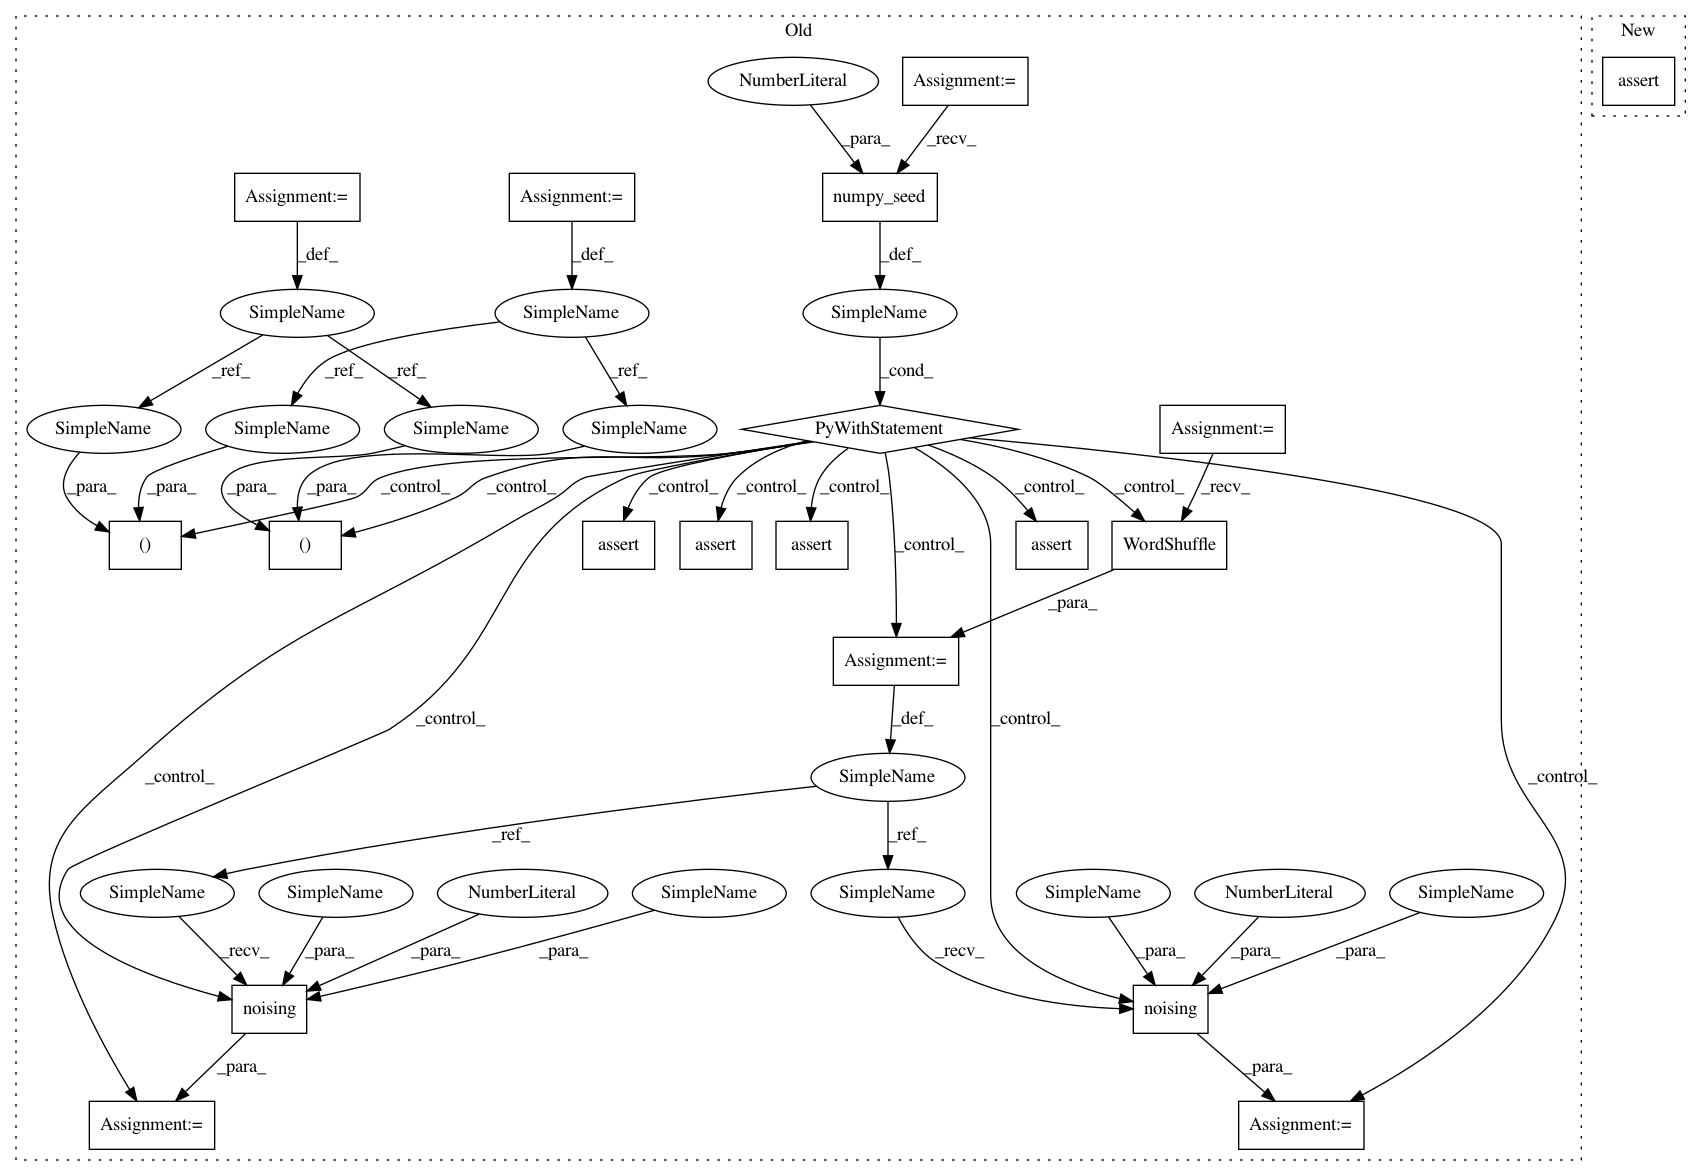 Old
New
NumberLiteral
Assignment:=
assert
_para_
_recv_
Assignment:=
Assignment:=
numpy_seed
_def_
_def_
_def_
SimpleName
SimpleName
SimpleName
_ref_
_ref_
_ref_
_ref_
_cond_
SimpleName
SimpleName
SimpleName
SimpleName
PyWithStatement
Assignment:=
_para_
_para_
_para_
_para_
_control_
_control_
_control_
_control_
_control_
_control_
_control_
_recv_
()
()
assert
assert
assert
_control_
assert
WordShuffle
_para_
Assignment:=
_control_
_def_
_control_
_control_
SimpleName
_control_
_ref_
_ref_
SimpleName
SimpleName
NumberLiteral
SimpleName
SimpleName
SimpleName
NumberLiteral
SimpleName
_recv_
_para_
_para_
_para_
_recv_
_para_
_para_
_para_
noising
noising
_para_
_para_
Assignment:=
Assignment:=